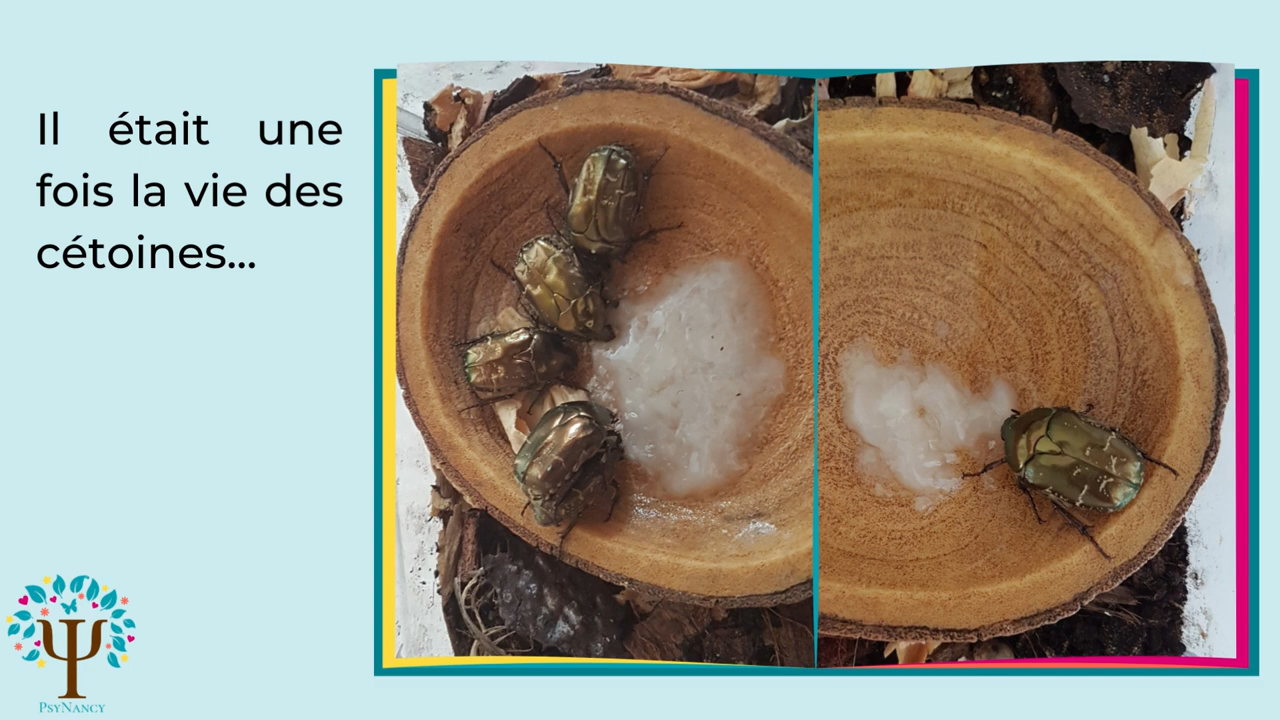 Il était une
fois la vie des
cétoines...
PsyNancy